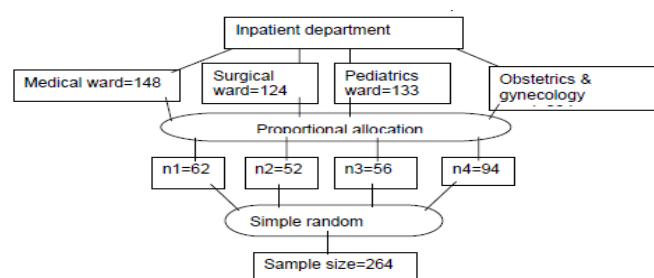 Inpatient department
Medical ward=148
Surgical
ward=124
Pediatrics
ward=133
Obstetrics &
gynecology
Proportional allocation
n1=62
n2=52
n3=56
n4=94
Simple random
Sample size=264